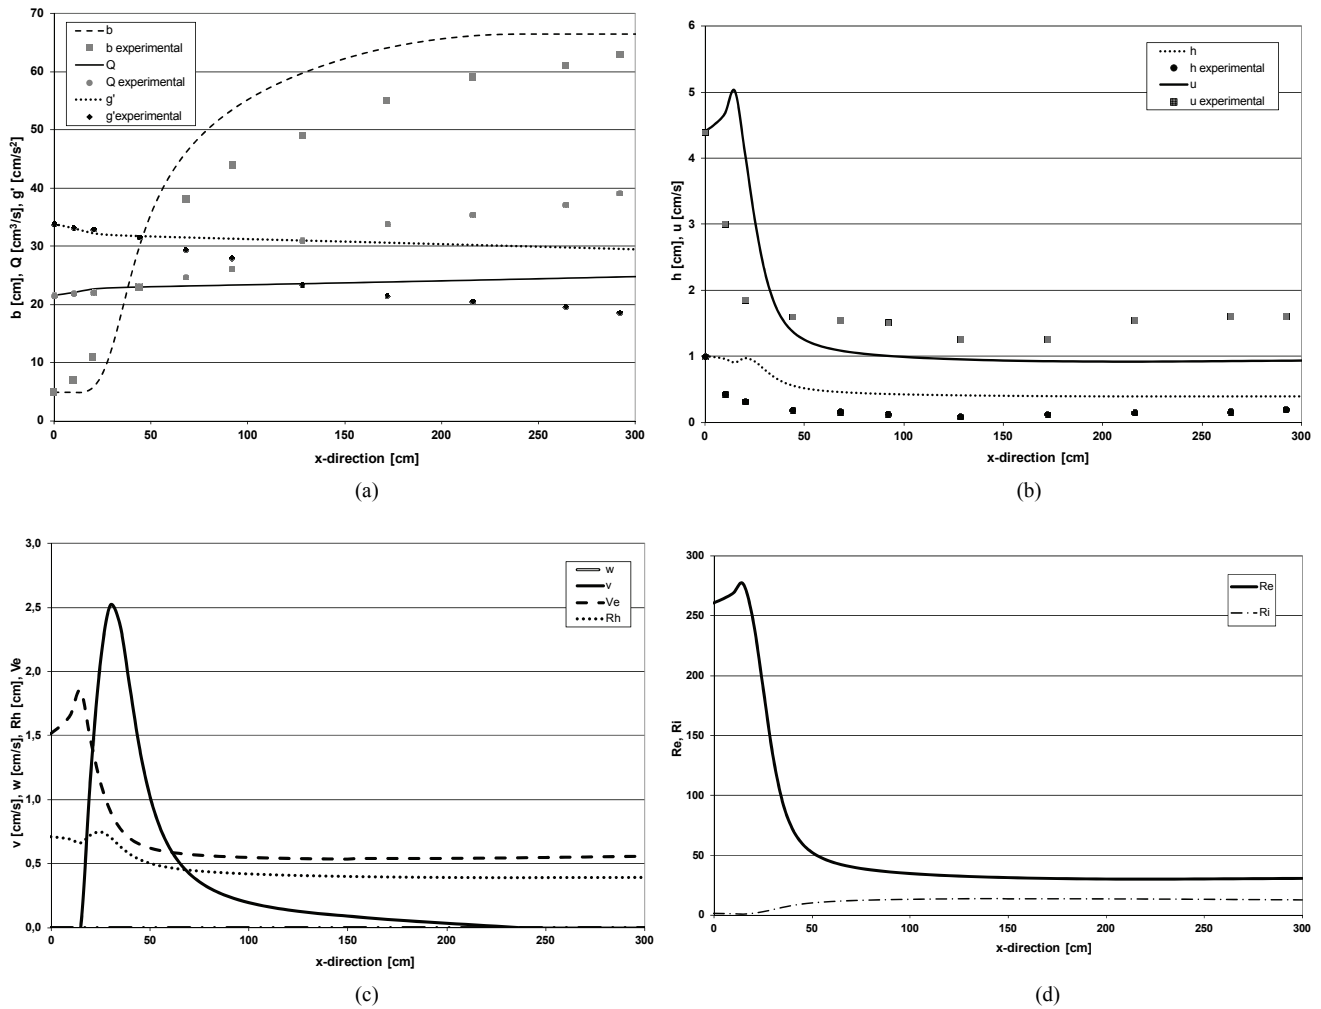 b
b experimental
Q
Q experimental
g'
g'experimental
70
60
50
40
30
20
10
0
b [cm], Q [cm³/s], g' [cm/s²]
0
50
100
150
200
250
300
x-direction [cm]
(a)
h
h experimental
u
u experimental
6
5
4
3
2
1
0
h [cm], u [cm/s]
0
50
100
150
200
250
300
x-direction [cm]
(b)
w
v
Ve
Rh
3,0
2,5
2,0
1,5
1,0
0,5
0,0
v [cm/s], w [cm/s], Rh [cm], Ve
0
50
100
150
200
250
300
x-direction [cm]
(c)
Re
Ri
300
250
200
150
100
50
0
Re, Ri
0
50
100
150
200
250
300
x-direction [cm]
(d)